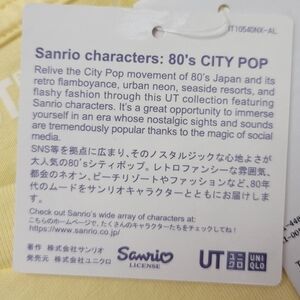 IT10540NX-AL
Sanrio characters: 80's CITY POP
Relive the City Pop movement of 80's Japan and its
retro flamboyance, urban neon, seaside resorts, and
flashy fashion through this UT collection featuring
Sanrio characters. It's a great opportunity to immerse
yourself in an era whose nostalgic sights and sounds
are tremendously popular thanks to the magic of social
media.
SNS等を拠点に広まり、そのノスタルジックな心地よさが
大人気の80'sシティポップ。レトロファンシーな雰囲気、
都会のネオン、ビーチリゾートやファッションなど、80年
代のムードをサンリオキャラクターとともにお届けしま
す。
Check out Sanrio's wide array of characters at:
こちらのホームページで、たくさんのキャラクターたちをチェックしてね!
https://www.sanrio.co.jp/
著作 株式会社サンリオ
発売元 株式会社ユニクロ
Sanrio
LICENSE
UT
ユニクロ
UNIQLO